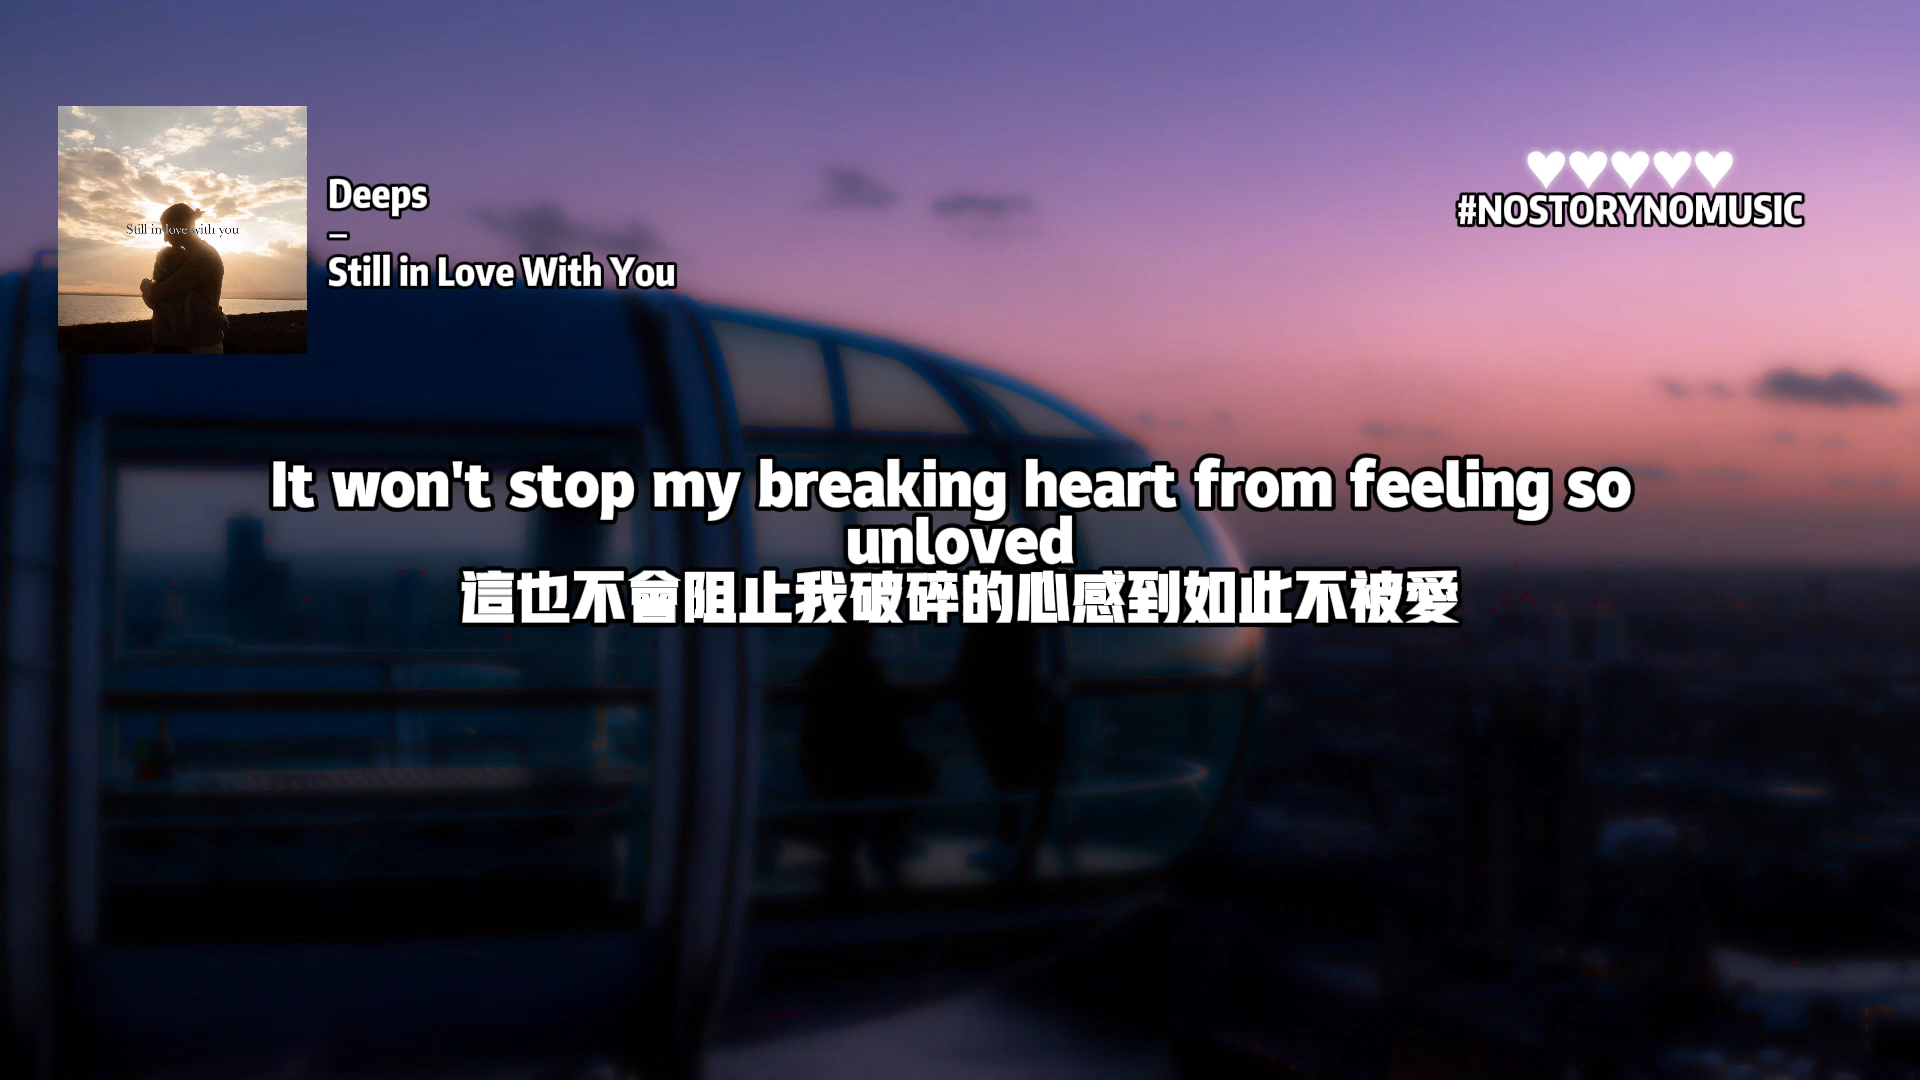 Still in love with you
Deeps
–
Still in Love With You
♥♥♥♥♥
#NOSTORYNOMUSIC
It won't stop my breaking heart from feeling so
unloved
這也不會阻止我破碎的心感到如此不被愛